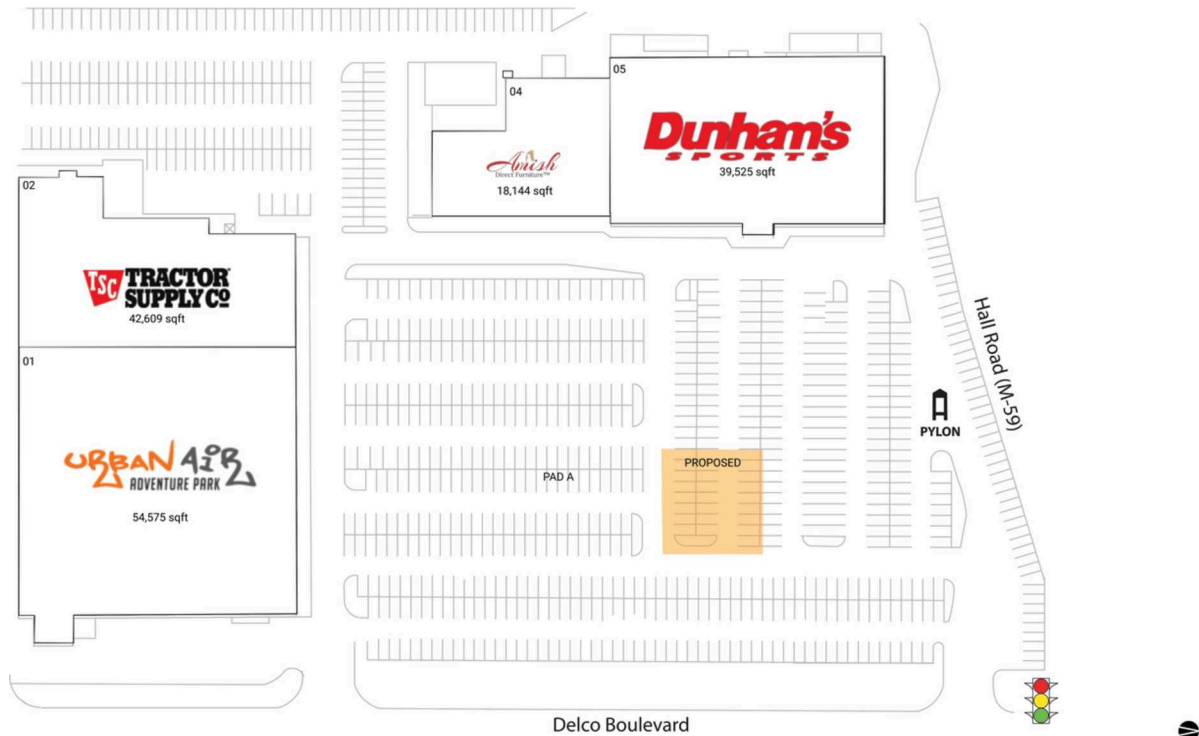 05
04
Dunham's
SPORTS
39,525 sqft
Amish
Direct Furniture™
18,144 sqft
02
TSC TRACTOR
SUPPLY CO
42,609 sqft
01
URBAN AIR
ADVENTURE PARK
54,575 sqft
Hall Road (M-59)
PYLON
PROPOSED
PAD A
Delco Boulevard